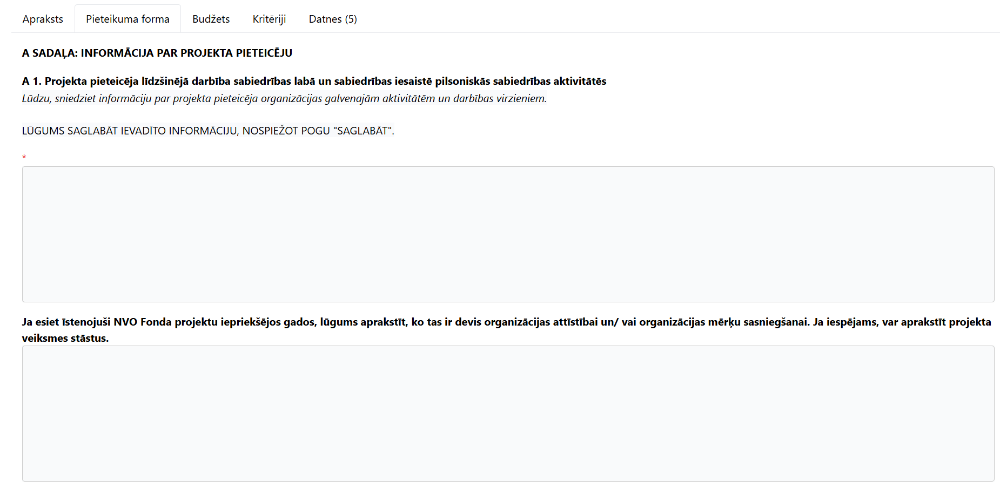 Apraksts Pieteikuma forma Budžets Kritēriji Datnes (5)
A SADAĻA: INFORMĀCIJA PAR PROJEKTA PIETEICĒJU
A 1. Projekta pieteicēja līdzšinējā darbība sabiedrības labā un sabiedrības iesaistē pilsoniskās sabiedrības aktivitātēs
Lūdzu, sniedziet informāciju par projekta pieteicēja organizācijas galvenajām aktivitātēm un darbības virzieniem.
LŪGUMS SAGLABĀT IEVADĪTO INFORMĀCIJU, NOSPIEŽOT POGU "SAGLABĀT".
*
Ja esiet īstenojuši NVO Fonda projektu iepriekšējos gados, lūgums aprakstīt, ko tas ir devis organizācijas attīstībai un/ vai organizācijas mērķu sasniegšanai. Ja iespējams, var aprakstīt projekta
veiksmes stāstus.